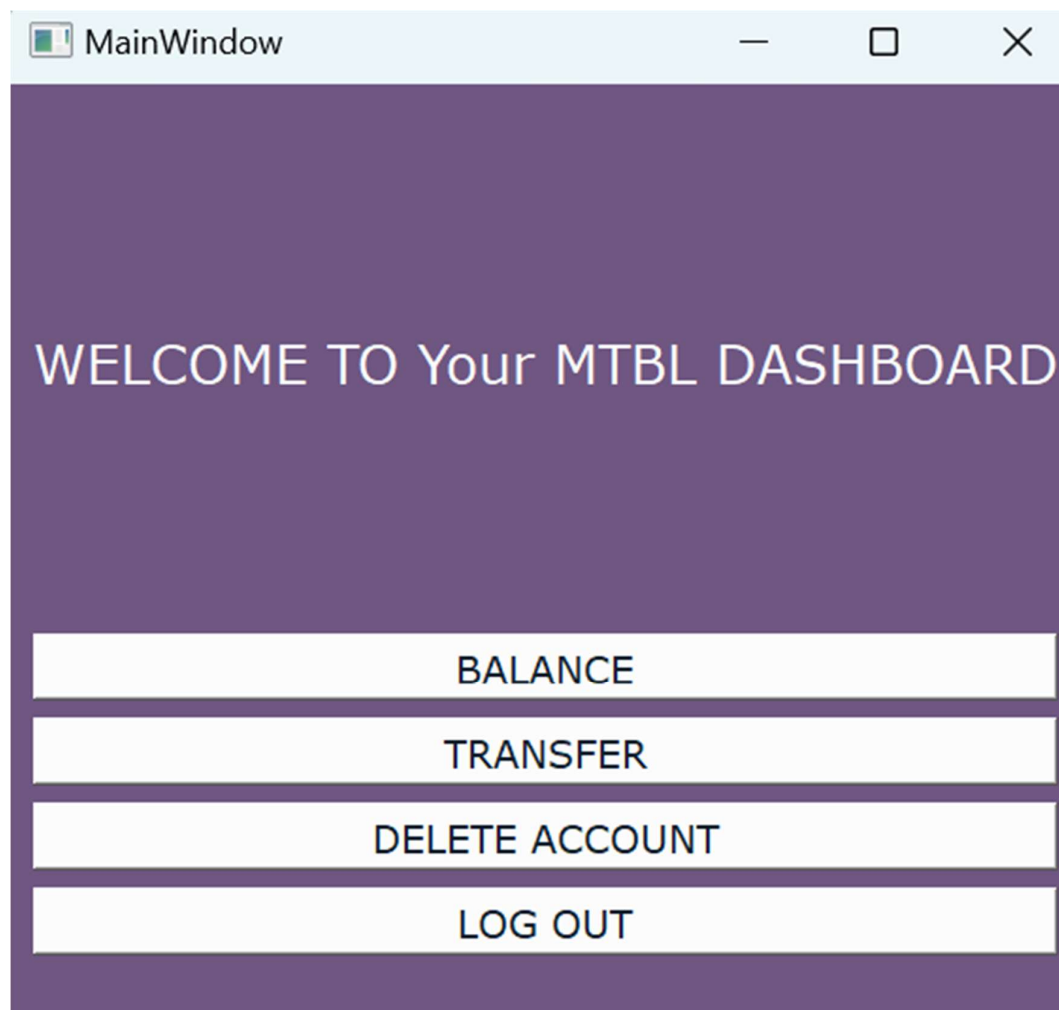 MainWindow
WELCOME TO Your MTBL DASHBOARD
BALANCE
TRANSFER
DELETE ACCOUNT
LOG OUT